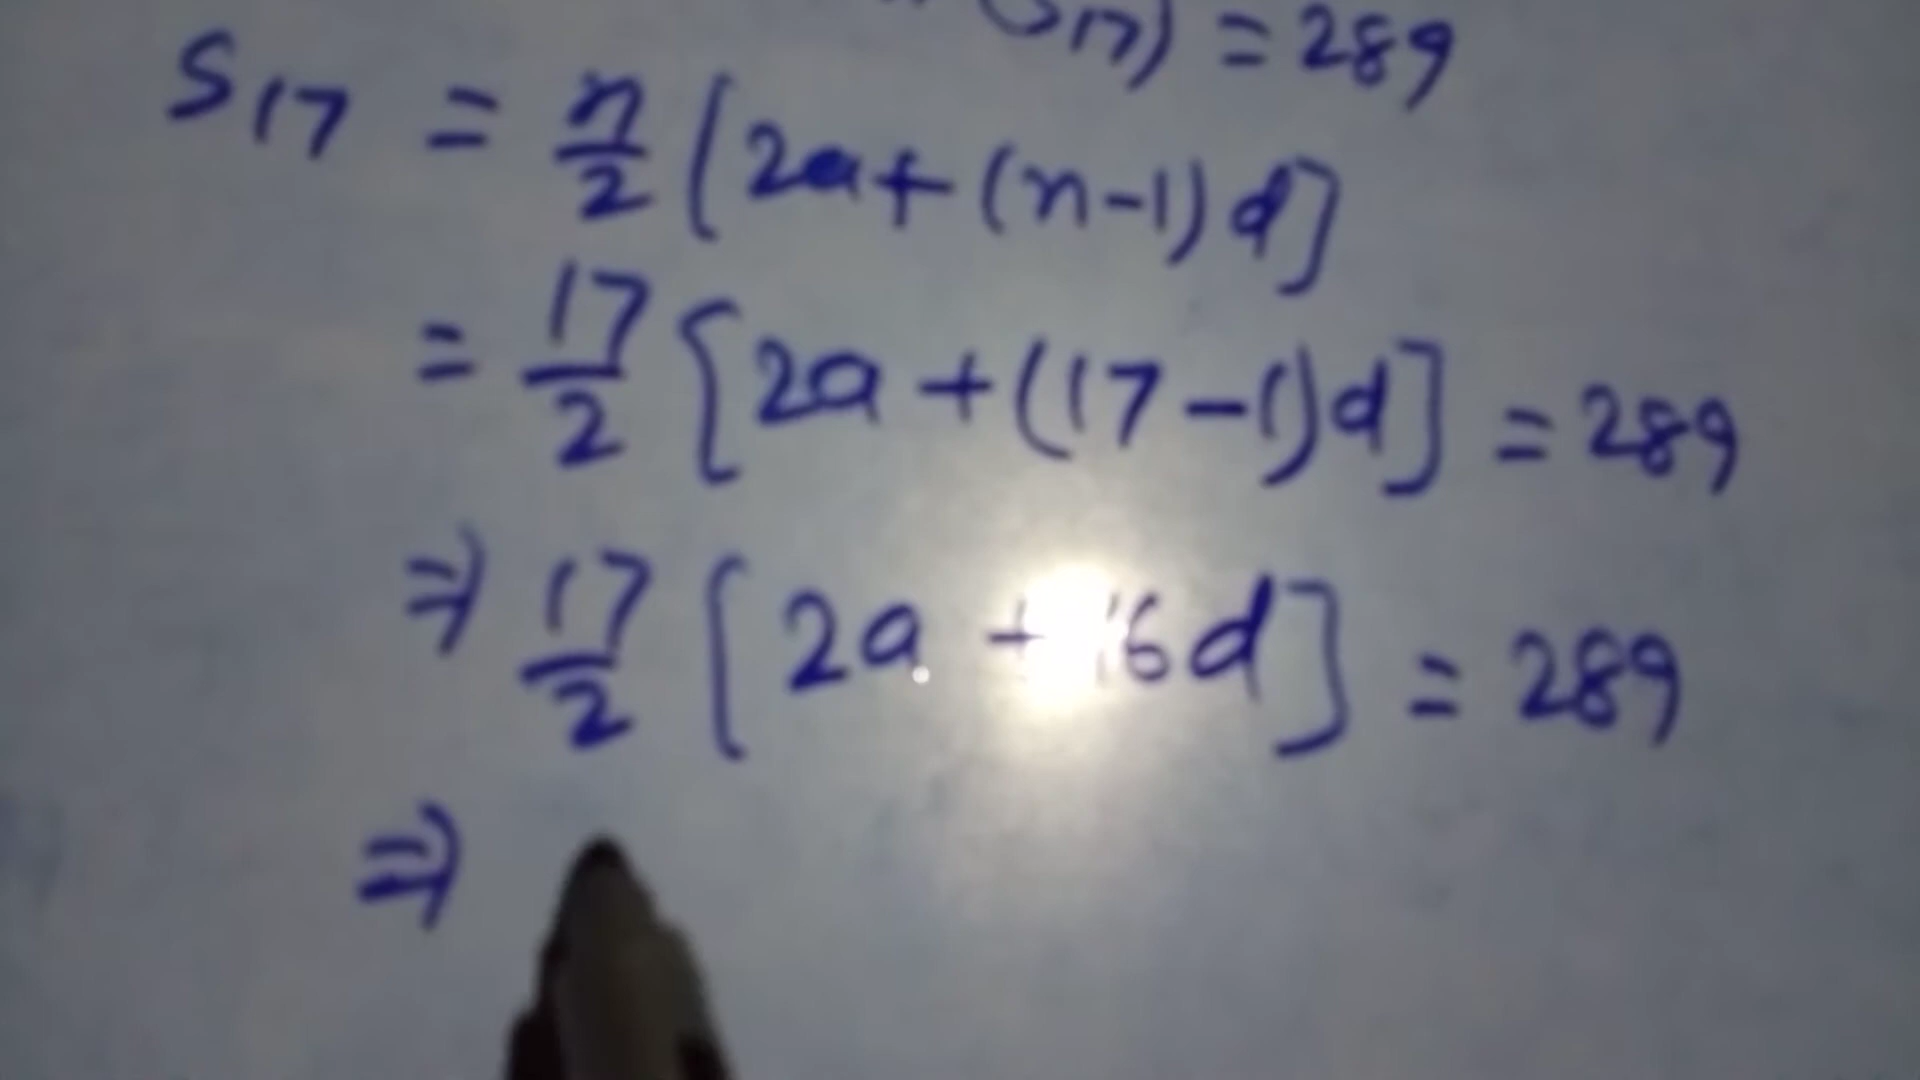 S17) = 289
S17 = n/2 [2a + (n-1) d]
= 17/2 [2a + (17-1)d] = 289
⇒ 17/2 [2a + 16d] = 289
⇒